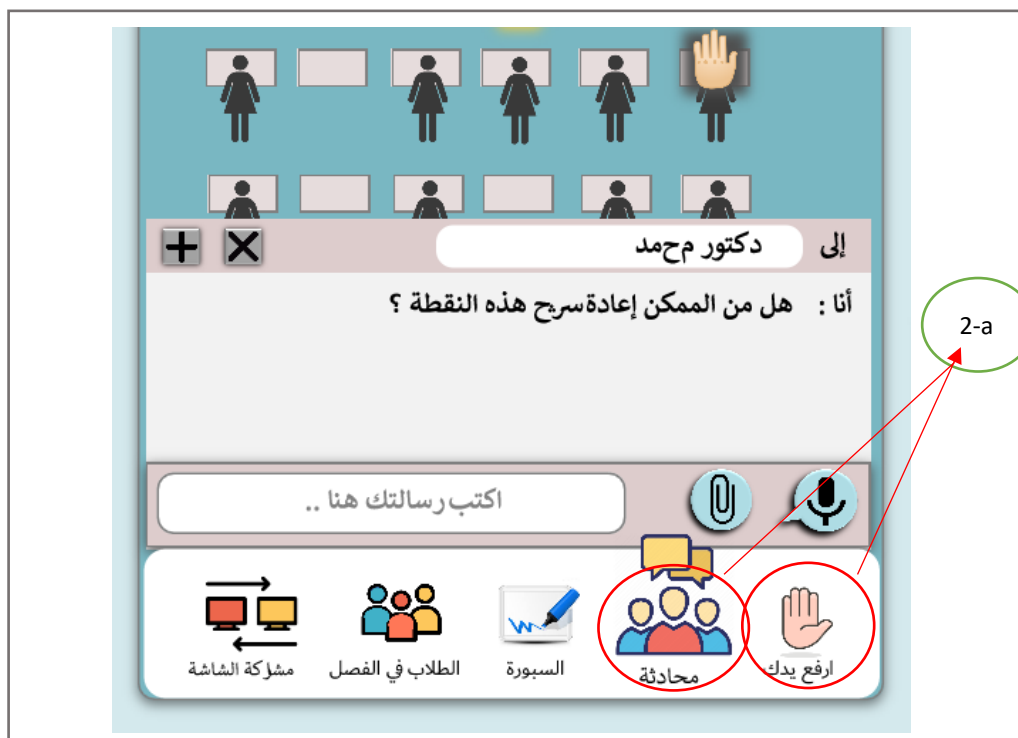 إلى دكتور محمد
أنا : هل من الممكن إعادة سرح هذه النقطة ؟
2-a
اكتب رسالتك هنا ..
ارفع يدك
محادثة
السبورة
الطلاب في الفصل
مشاركة الشاشة